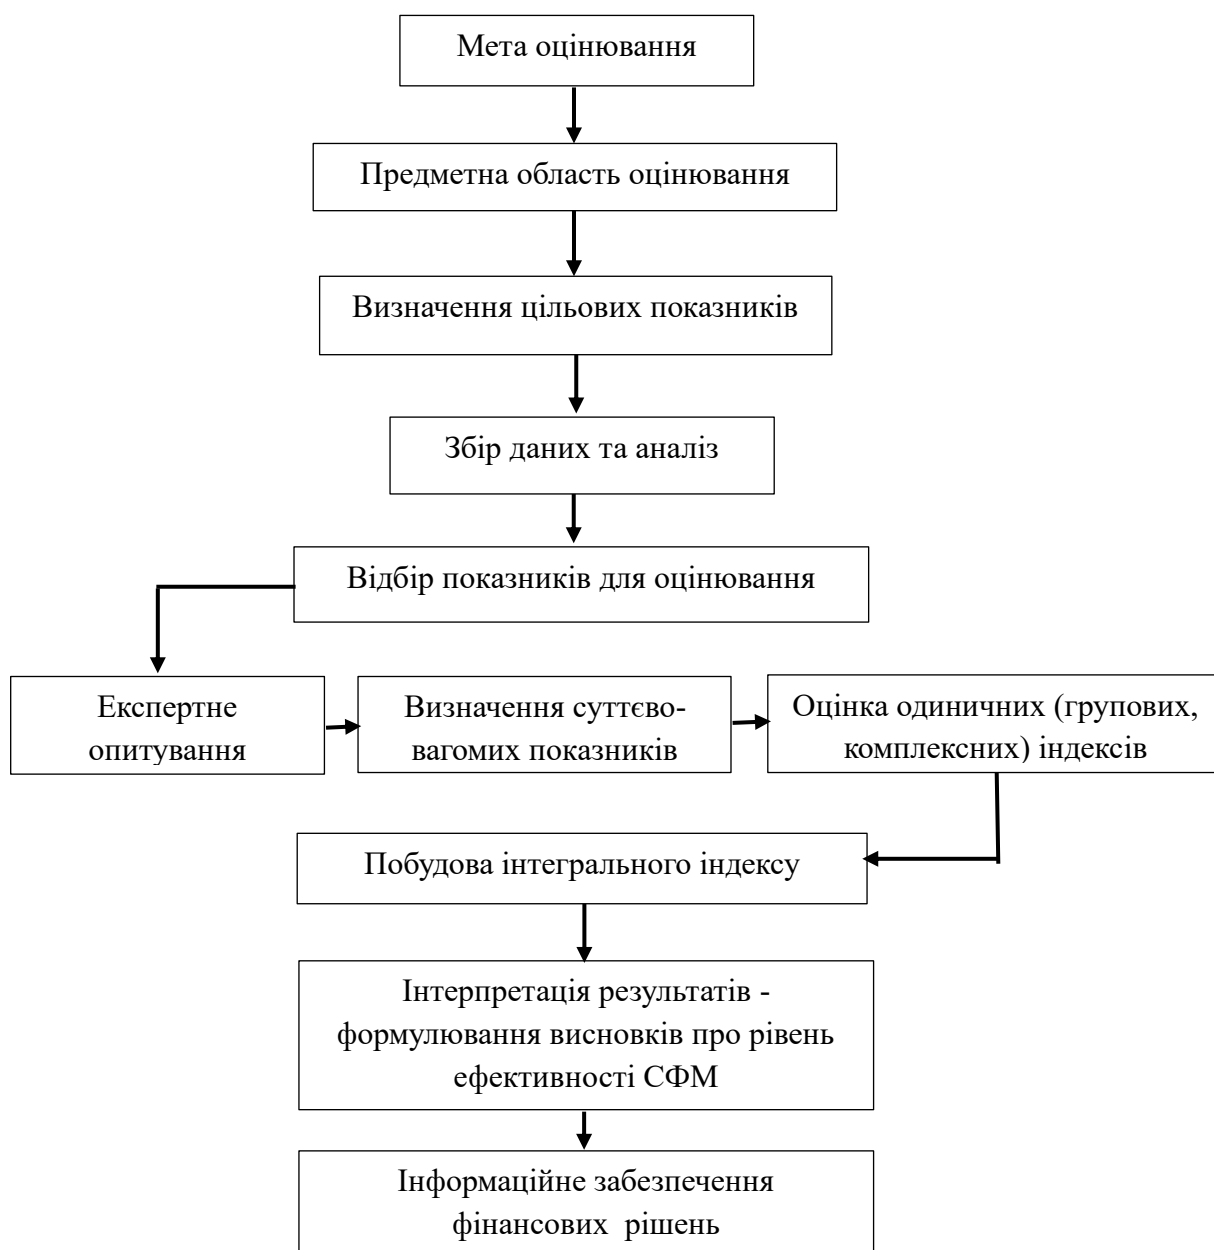 Мета оцінювання
Предметна область оцінювання
Визначення цільових показників
Збір даних та аналіз
Відбір показників для оцінювання
Експертне
опитування
Визначення суттєво-
вагомих показників
Оцінка одиничних (групових,
комплексних) індексів
Побудова інтегрального індексу
Інтерпретація результатів -
формулювання висновків про рівень
ефективності СФМ
Інформаційне забезпечення
фінансових рішень